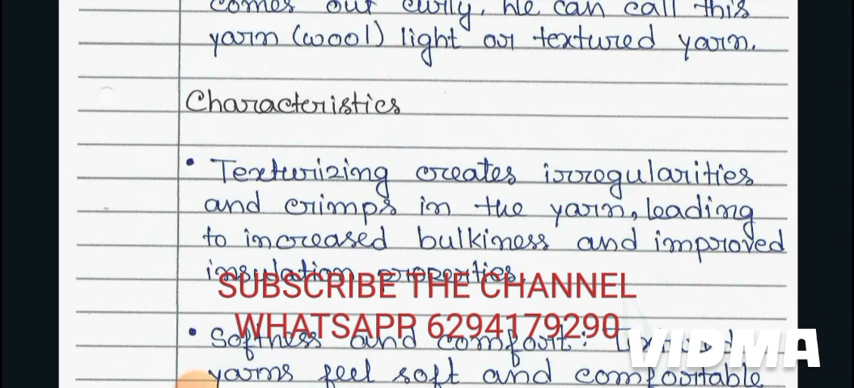 comes out curly. We can call this
yarn (wool) light or textured yarn.
Characteristics
• Texturizing creates irregularities
and crimps in the yarn, leading
to increased bulkiness and improved
insulation properties.
SUBSCRIBE THE CHANNEL
WHATSAPP 6294179290
• Softness and comfort: Textured
VIDMA
yarns feel soft and comfortable